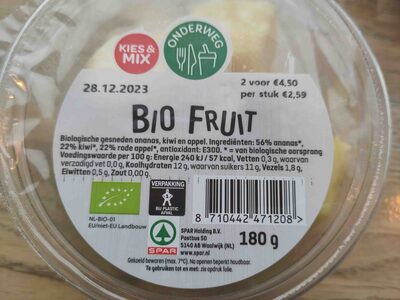 KIES &
MIX
ONDERWEG
28.12.2023
2 voor €4,50
per stuk €2,59
BIO FRUIT
Biologische gesneden ananas, kiwi en appel. Ingrediënten: 56% ananas*,
22% kiwi*, 22% rode appel*, antioxidant: E300. * = van biologische oorsprong
Voedingswaarde per 100 g: Energie 240 kJ / 57 kcal, Vetten 0,3 g, waarvan
verzadigd vet 0,0 g, Koolhydraten 12 g, waarvan suikers 11 g, Vezels 1,8 g,
Eiwitten 0,5 g, Zout 0,00 g.
NL-BIO-01
EU/niet-EU Landbouw
VERPAKKING
BIJ PLASTIC
AFVAL
8 710442 471208 >
SPAR
SPAR Holding B.V.
Postbus 50
5140 AB Waalwijk (NL)
www.spar.nl
180 g
Gekoeld bewaren (max. 7°C). Na openen beperkt houdbaar.
Te gebruiken tot en met: zie opdruk.